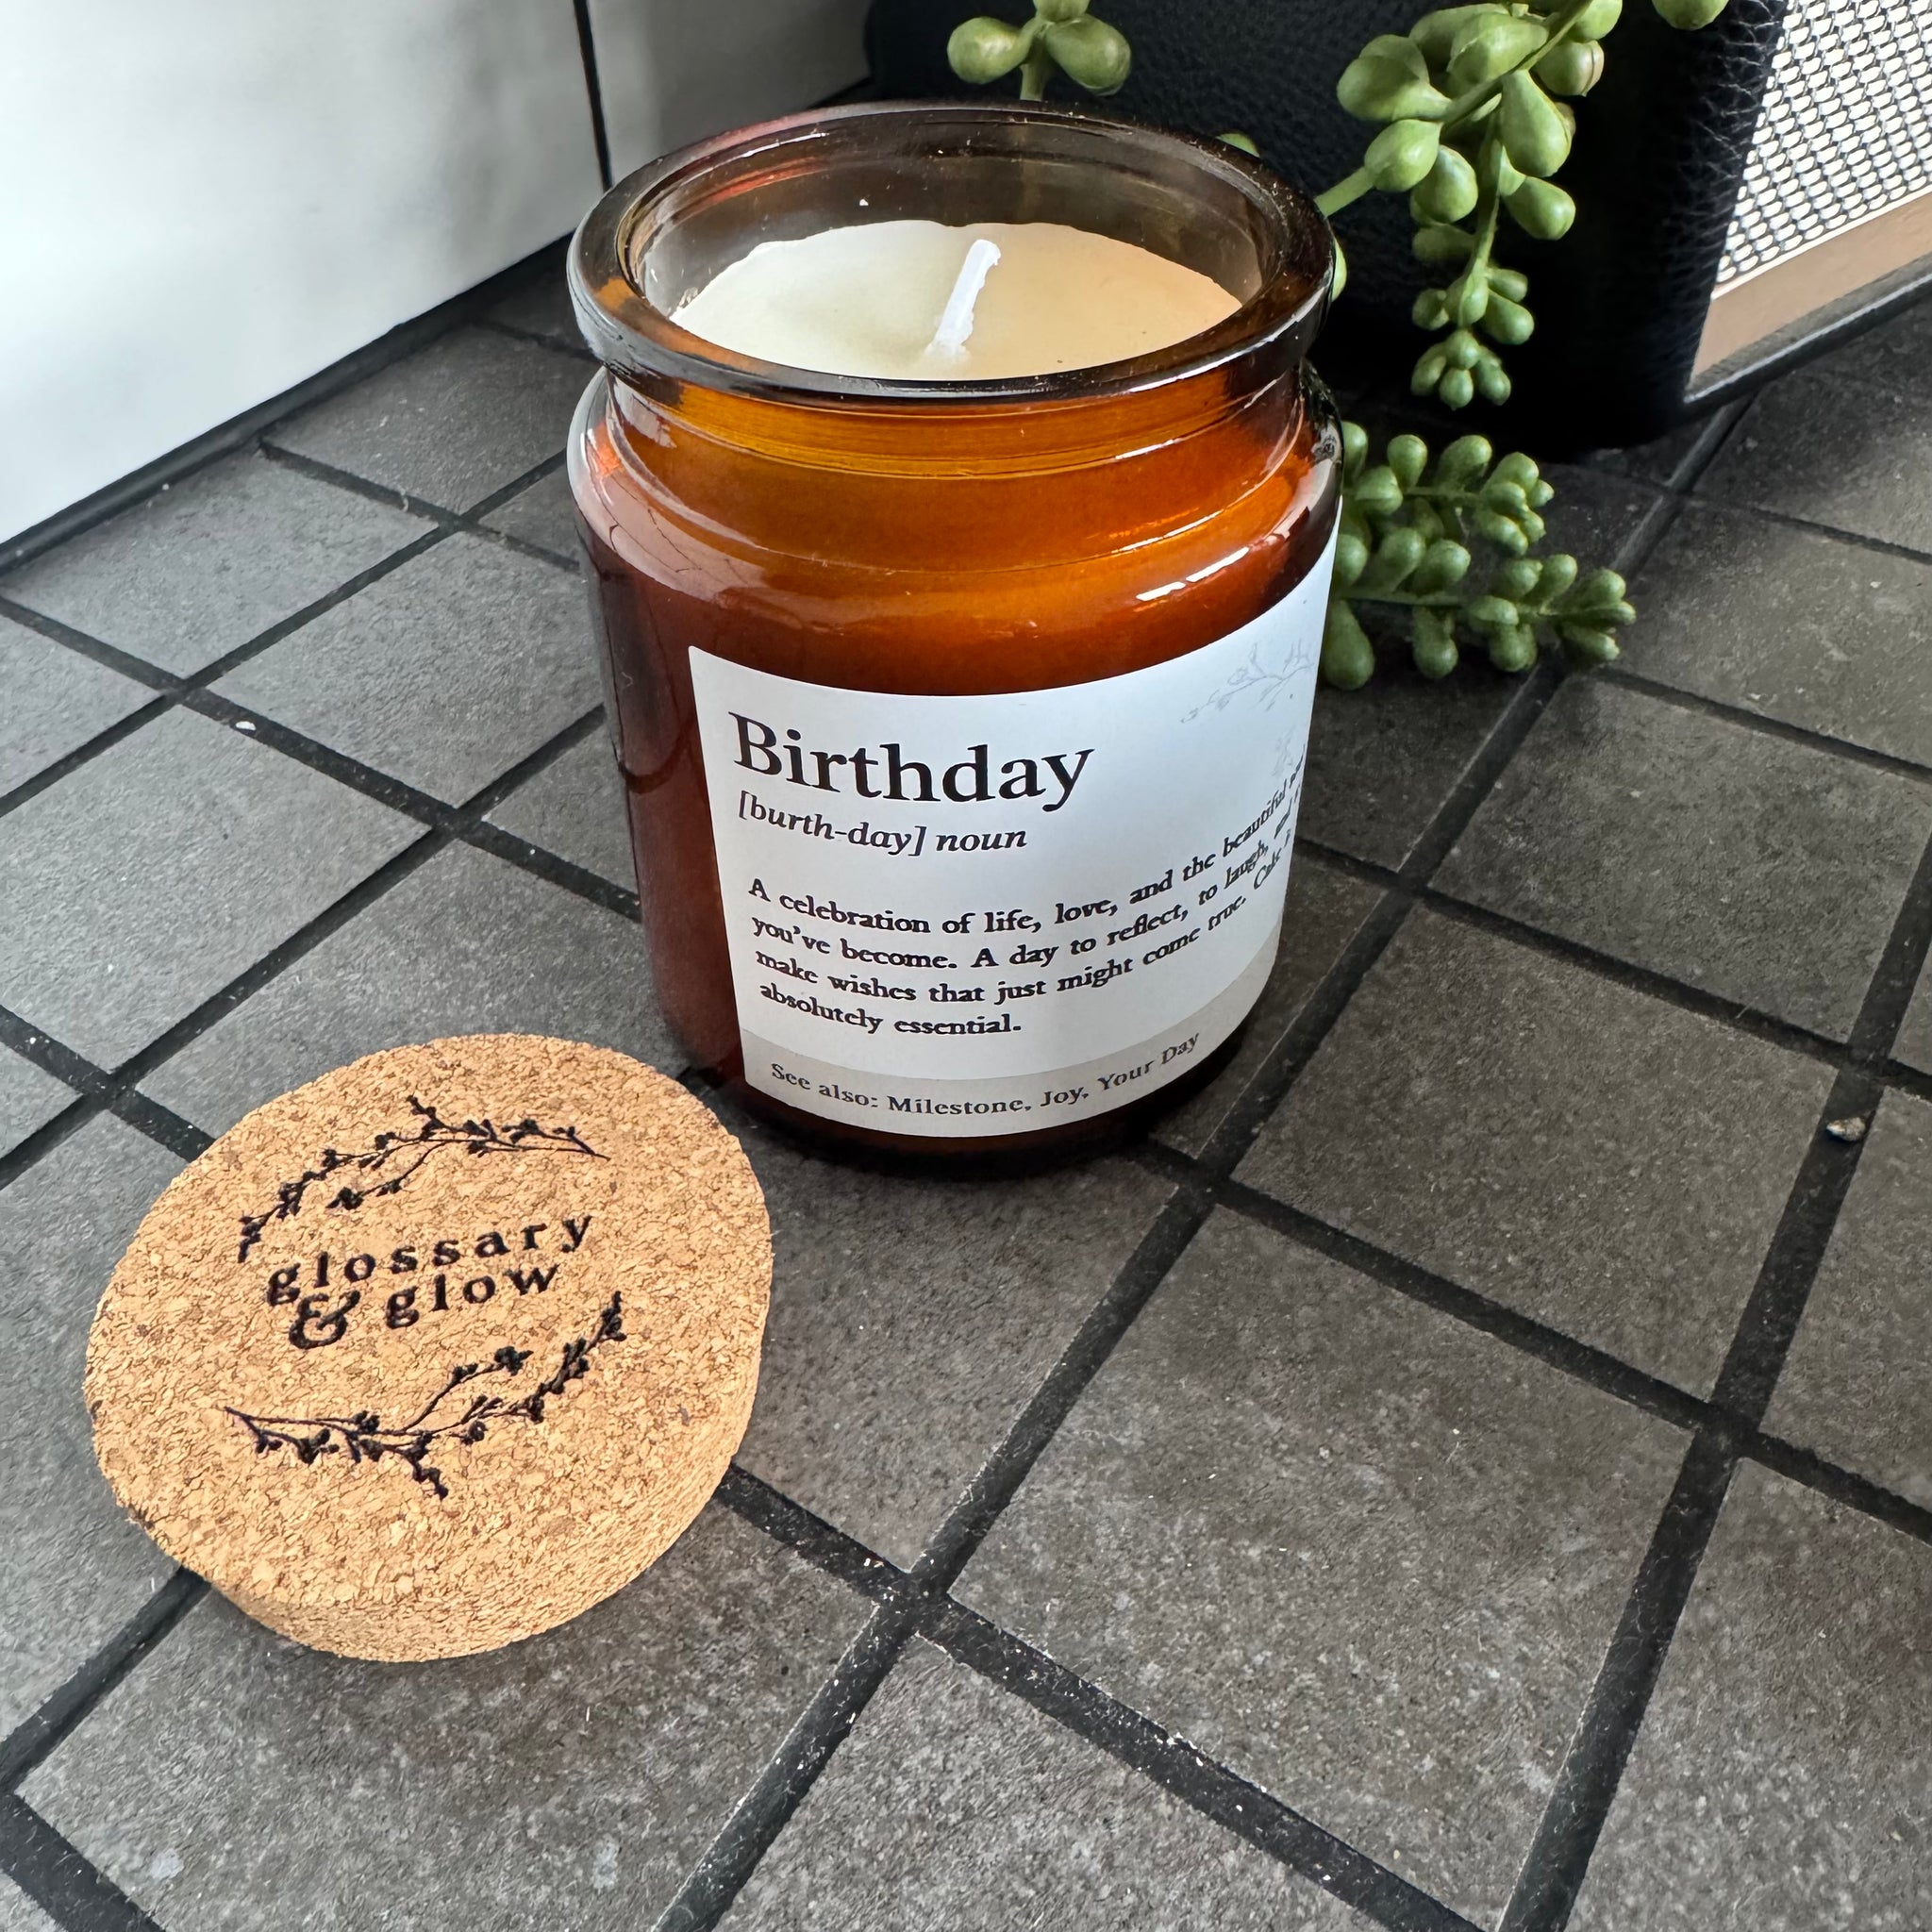 Birthday
[burth-day] noun
A celebration of life, love, and the beautiful
you've become. A day to reflect, to laugh,
make wishes that just might come true.
absolutely essential.
See also: Milestone, Joy, Your Day
glossary
& glow